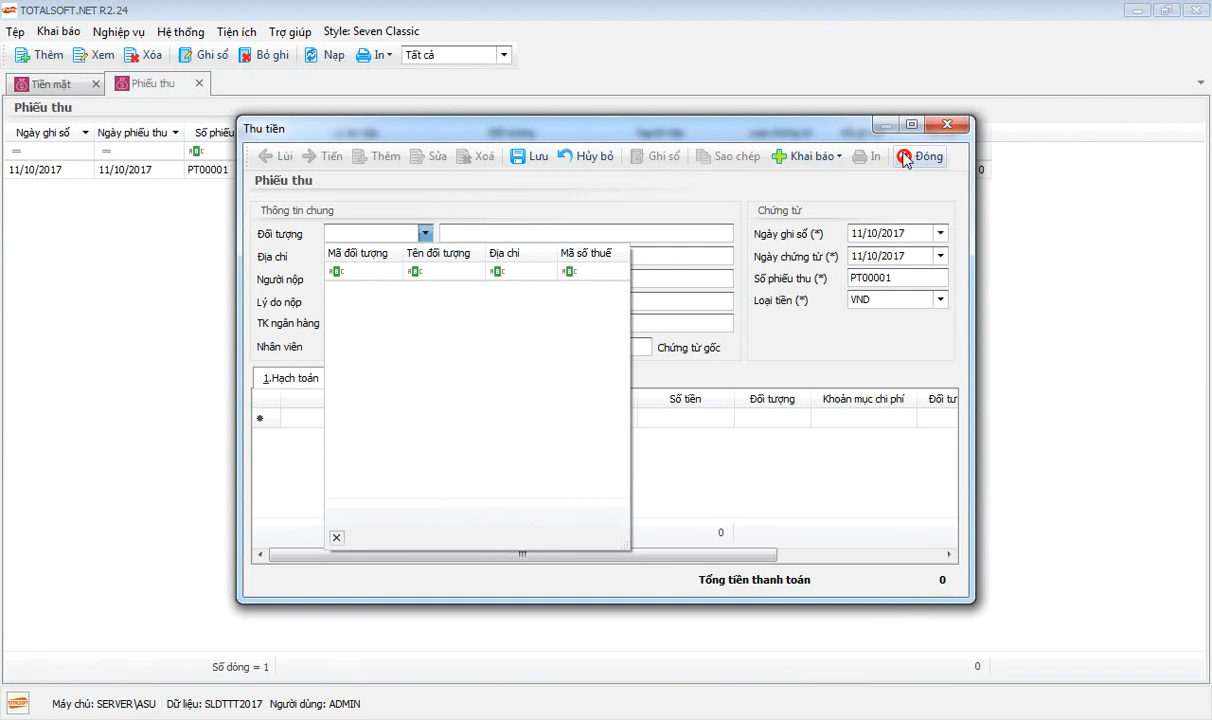 TOTALSOFT.NET R2.24
Tệp Khai báo Nghiệp vụ Hệ thống Tiện ích Trợ giúp Style: Seven Classic
Thêm Xem Xóa Ghi sổ Bỏ ghi Nạp In Tất cả
Tiền mặt Phiếu thu
Phiếu thu
Ngày ghi sổ Ngày phiếu thu Số phiếu
11/10/2017 11/10/2017 PT00001 0
Thu tiền
Lùi Tiến Thêm Sửa Xoá Lưu Hủy bỏ Ghi sổ Sao chép Khai báo In Đóng
Phiếu thu
Thông tin chung
Đối tượng
Địa chỉ
Người nộp
Lý do nộp
TK ngân hàng
Nhân viên
Chứng từ gốc
Mã đối tượng Tên đối tượng Địa chỉ Mã số thuế
Chứng từ
Ngày ghi sổ (*) 11/10/2017
Ngày chứng từ (*) 11/10/2017
Số phiếu thu (*) PT00001
Loại tiền (*) VND
1.Hạch toán
Số tiền Đối tượng Khoản mục chi phí Đối tư
0
Tổng tiền thanh toán 0
Số dòng = 1 0
TOTALSOFT Máy chủ: SERVER\ASU Dữ liệu: SLDTTT2017 Người dùng: ADMIN